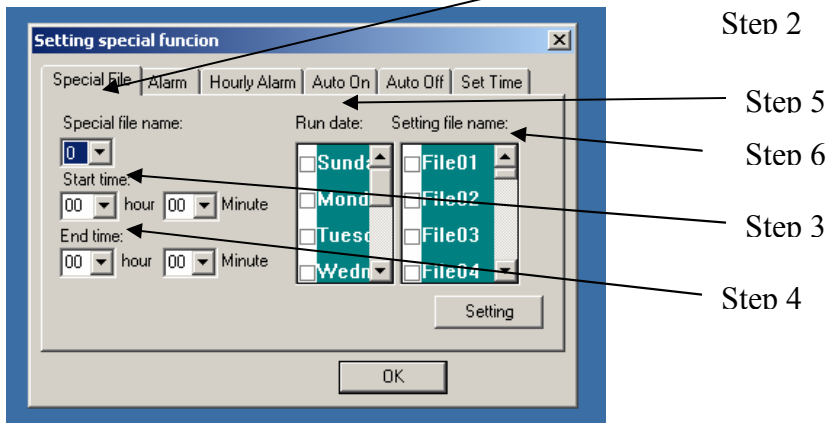 Step 2
Setting special funcion
Special File Alarm Hourly Alarm Auto On Auto Off Set Time
Step 5
Special file name: Run date: Setting file name:
Step 6
0
Sunda File01
Start time:
00 hour 00 Minute
Mond File02
Step 3
End time:
Tuesd File03
00 hour 00 Minute
Wedn File04
Step 4
Setting
OK